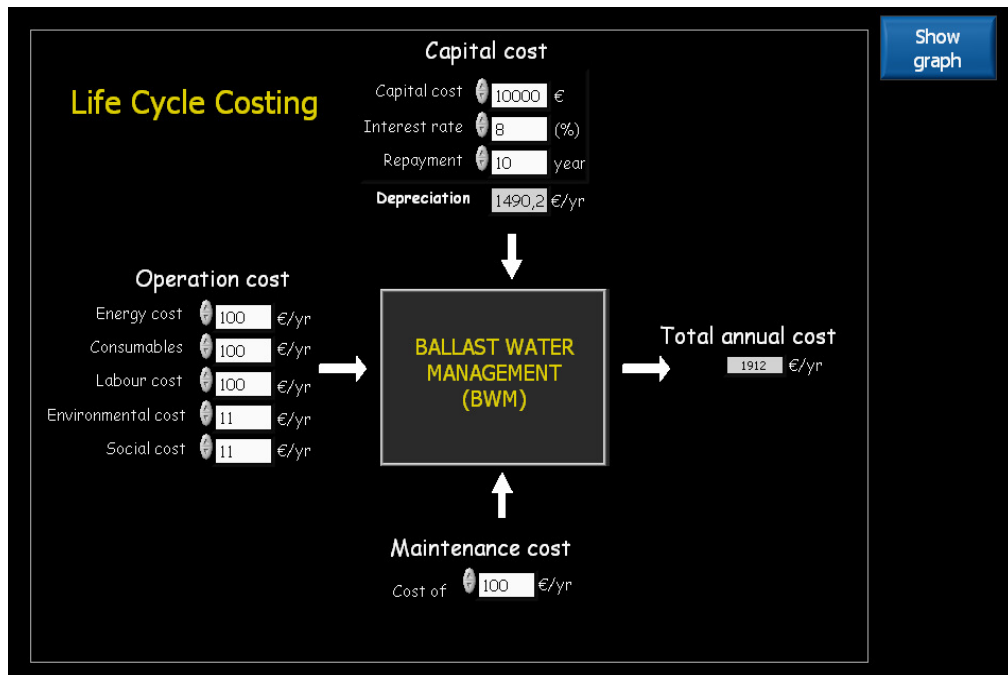 Show
graph
Life Cycle Costing
Capital cost
Capital cost 10000 €
Interest rate 8 (%)
Repayment 10 year
Depreciation 1490,2 €/yr
Operation cost
Energy cost 100 €/yr
Consumables 100 €/yr
Labour cost 100 €/yr
Environmental cost 11 €/yr
Social cost 11 €/yr
BALLAST WATER
MANAGEMENT
(BWM)
Total annual cost
1912 €/yr
Maintenance cost
Cost of 100 €/yr